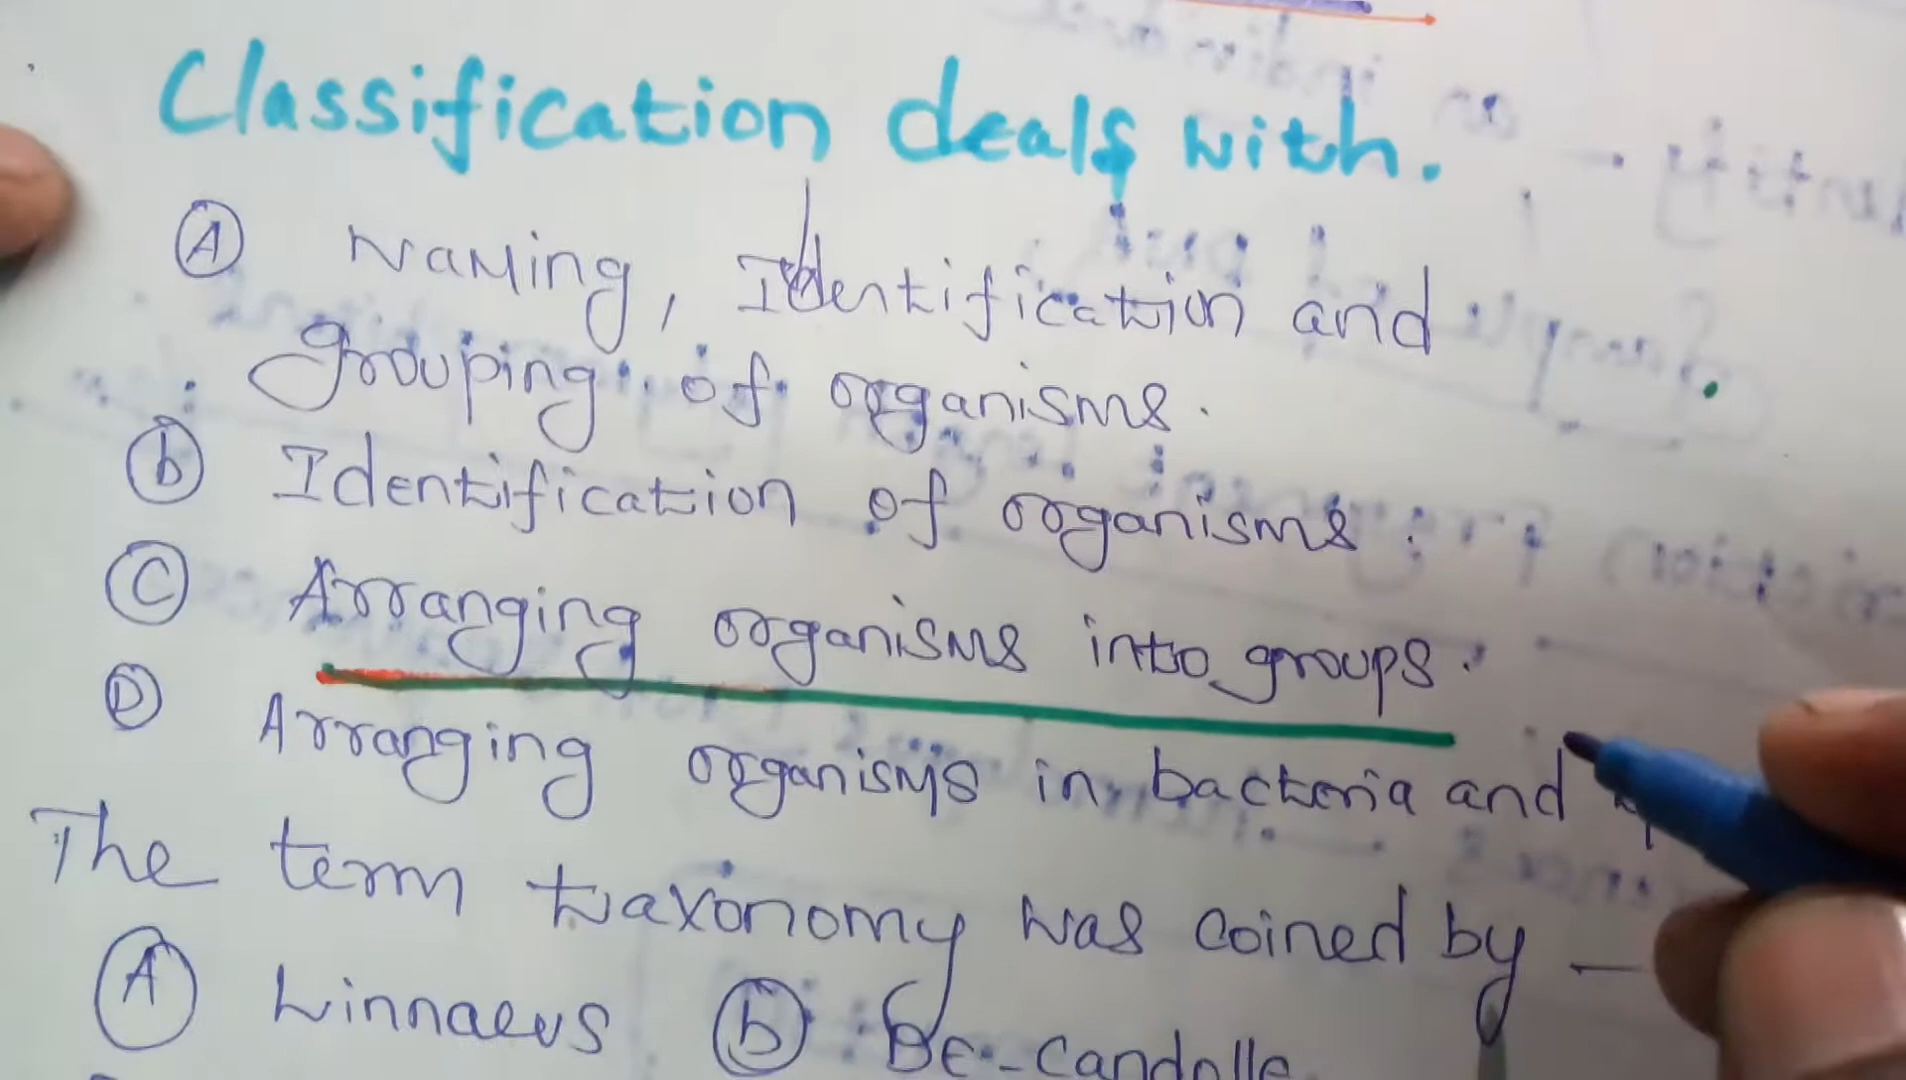 Classification deals with.
A Naming, Identification and
grouping of organisms.
b Identification of organisms.
C Arranging organisms into groups.
D Arranging organisms in bacteria and
The term taxonomy was coined by —
A Linnaeus b De-Candolle